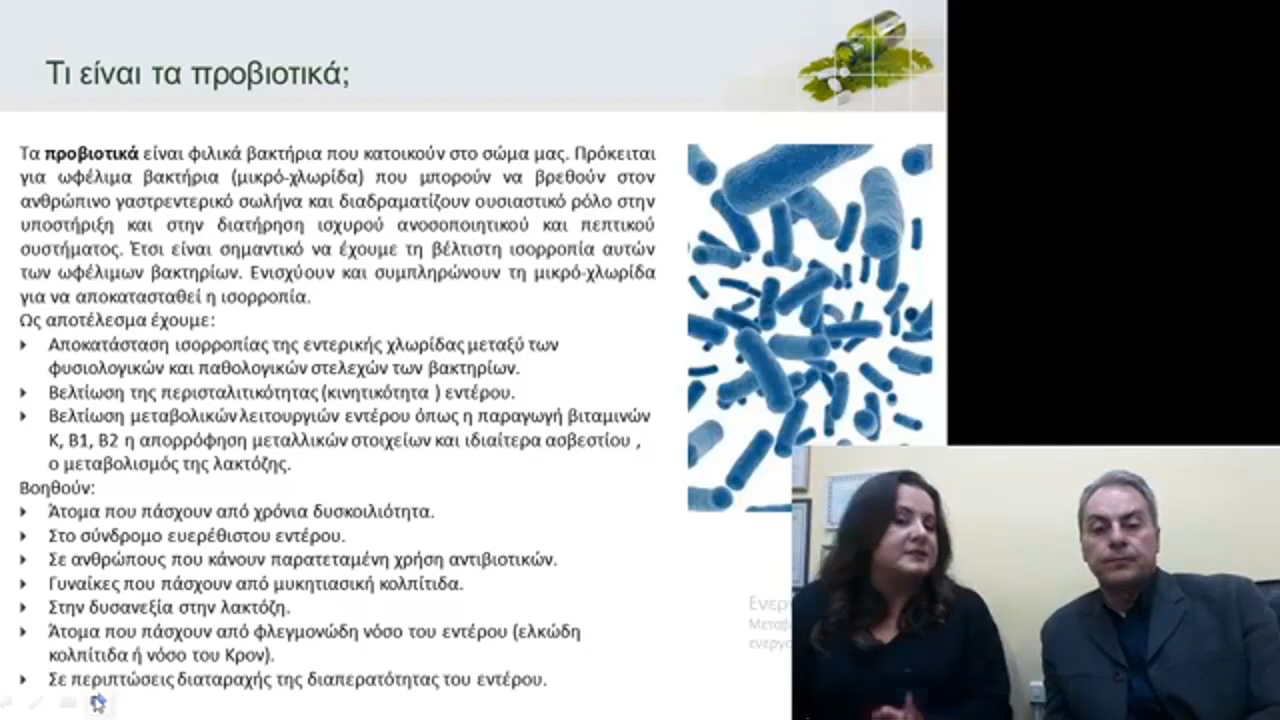 Τι είναι τα προβιοτικά;
Τα προβιοτικά είναι φιλικά βακτήρια που κατοικούν στο σώμα μας. Πρόκειται
για ωφέλιμα βακτήρια (μικρό-χλωρίδα) που μπορούν να βρεθούν στον
ανθρώπινο γαστρεντερικό σωλήνα και διαδραματίζουν ουσιαστικό ρόλο στην
υποστήριξη και στην διατήρηση ισχυρού ανοσοποιητικού και πεπτικού
συστήματος. Έτσι είναι σημαντικό να έχουμε τη βέλτιστη ισορροπία αυτών
των ωφέλιμων βακτηρίων. Ενισχύουν και συμπληρώνουν τη μικρό-χλωρίδα
για να αποκατασταθεί η ισορροπία.
Ως αποτέλεσμα έχουμε:
Αποκατάσταση ισορροπίας της εντερικής χλωρίδας μεταξύ των
φυσιολογικών και παθολογικών στελεχών των βακτηρίων.
Βελτίωση της περισταλιτικότητας (κινητικότητα ) εντέρου.
Βελτίωση μεταβολικών λειτουργιών εντέρου όπως η παραγωγή βιταμινών
Κ, Β1, Β2 η απορρόφηση μεταλλικών στοιχείων και ιδιαίτερα ασβεστίου ,
ο μεταβολισμός της λακτόζης.
Βοηθούν:
Άτομα που πάσχουν από χρόνια δυσκοιλιότητα.
Στο σύνδρομο ευερέθιστου εντέρου.
Σε ανθρώπους που κάνουν παρατεταμένη χρήση αντιβιοτικών.
Γυναίκες που πάσχουν από μυκητιασική κολπίτιδα.
Στην δυσανεξία στην λακτόζη.
Άτομα που πάσχουν από φλεγμονώδη νόσο του εντέρου (ελκώδη
κολπίτιδα ή νόσο του Κρον).
Σε περιπτώσεις διαταραχής της διαπερατότητας του εντέρου.